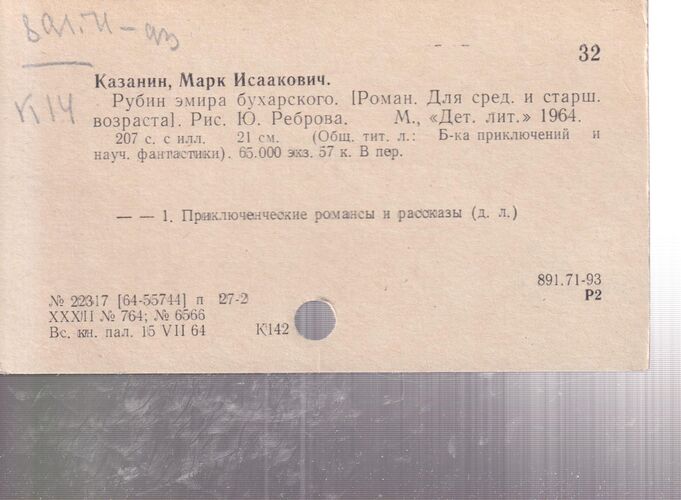 891.71-93
32
К14
Казанин, Марк Исаакович.
Рубин эмира бухарского. [Роман. Для сред. и старш.
возраста]. Рис. Ю. Реброва. М., «Дет. лит.» 1964.
207 с. с илл. 21 см. (Общ. тит. л.: Б-ка приключений и
науч. фантастики). 65.000 экз. 57 к. В пер.
— — 1. Приключенческие романсы и рассказы (д. л.)
891.71-93
Р2
№ 22317 [64-55744] п 27-2
XXXII № 764; № 6566
Вс. кн. пал. 15 VII 64 К142